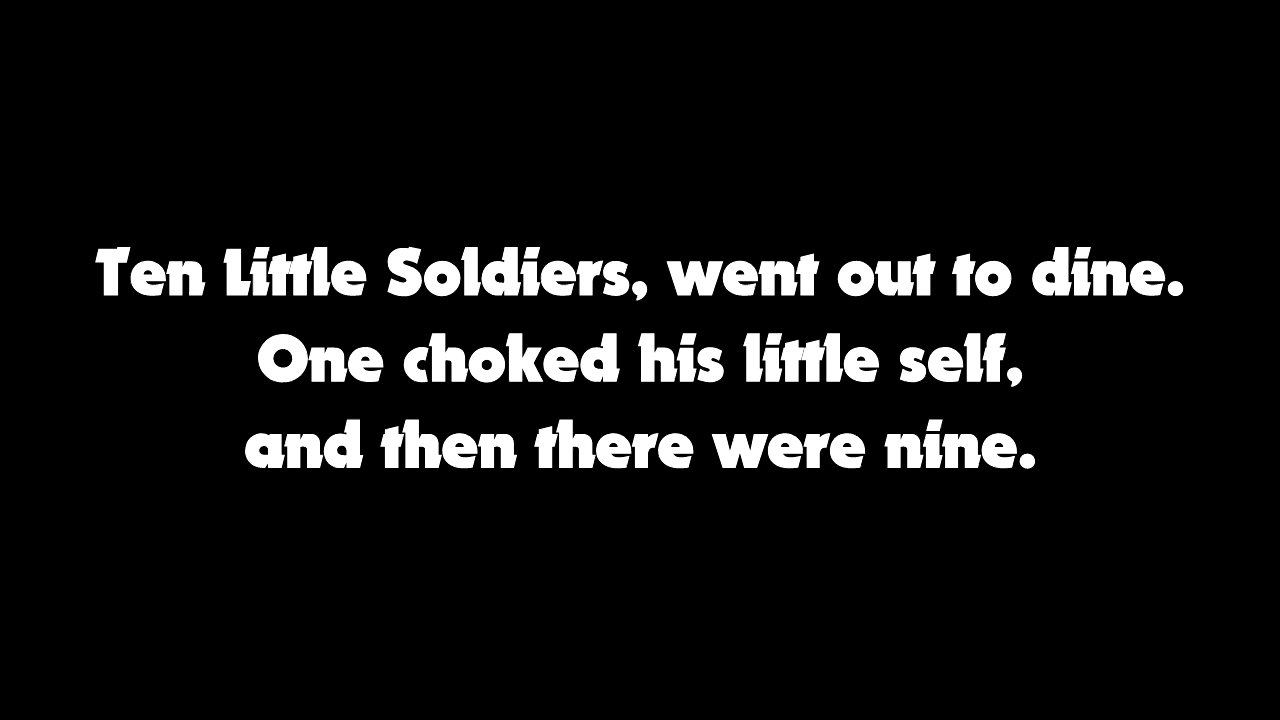 Ten Little Soldiers, went out to dine.
One choked his little self,
and then there were nine.